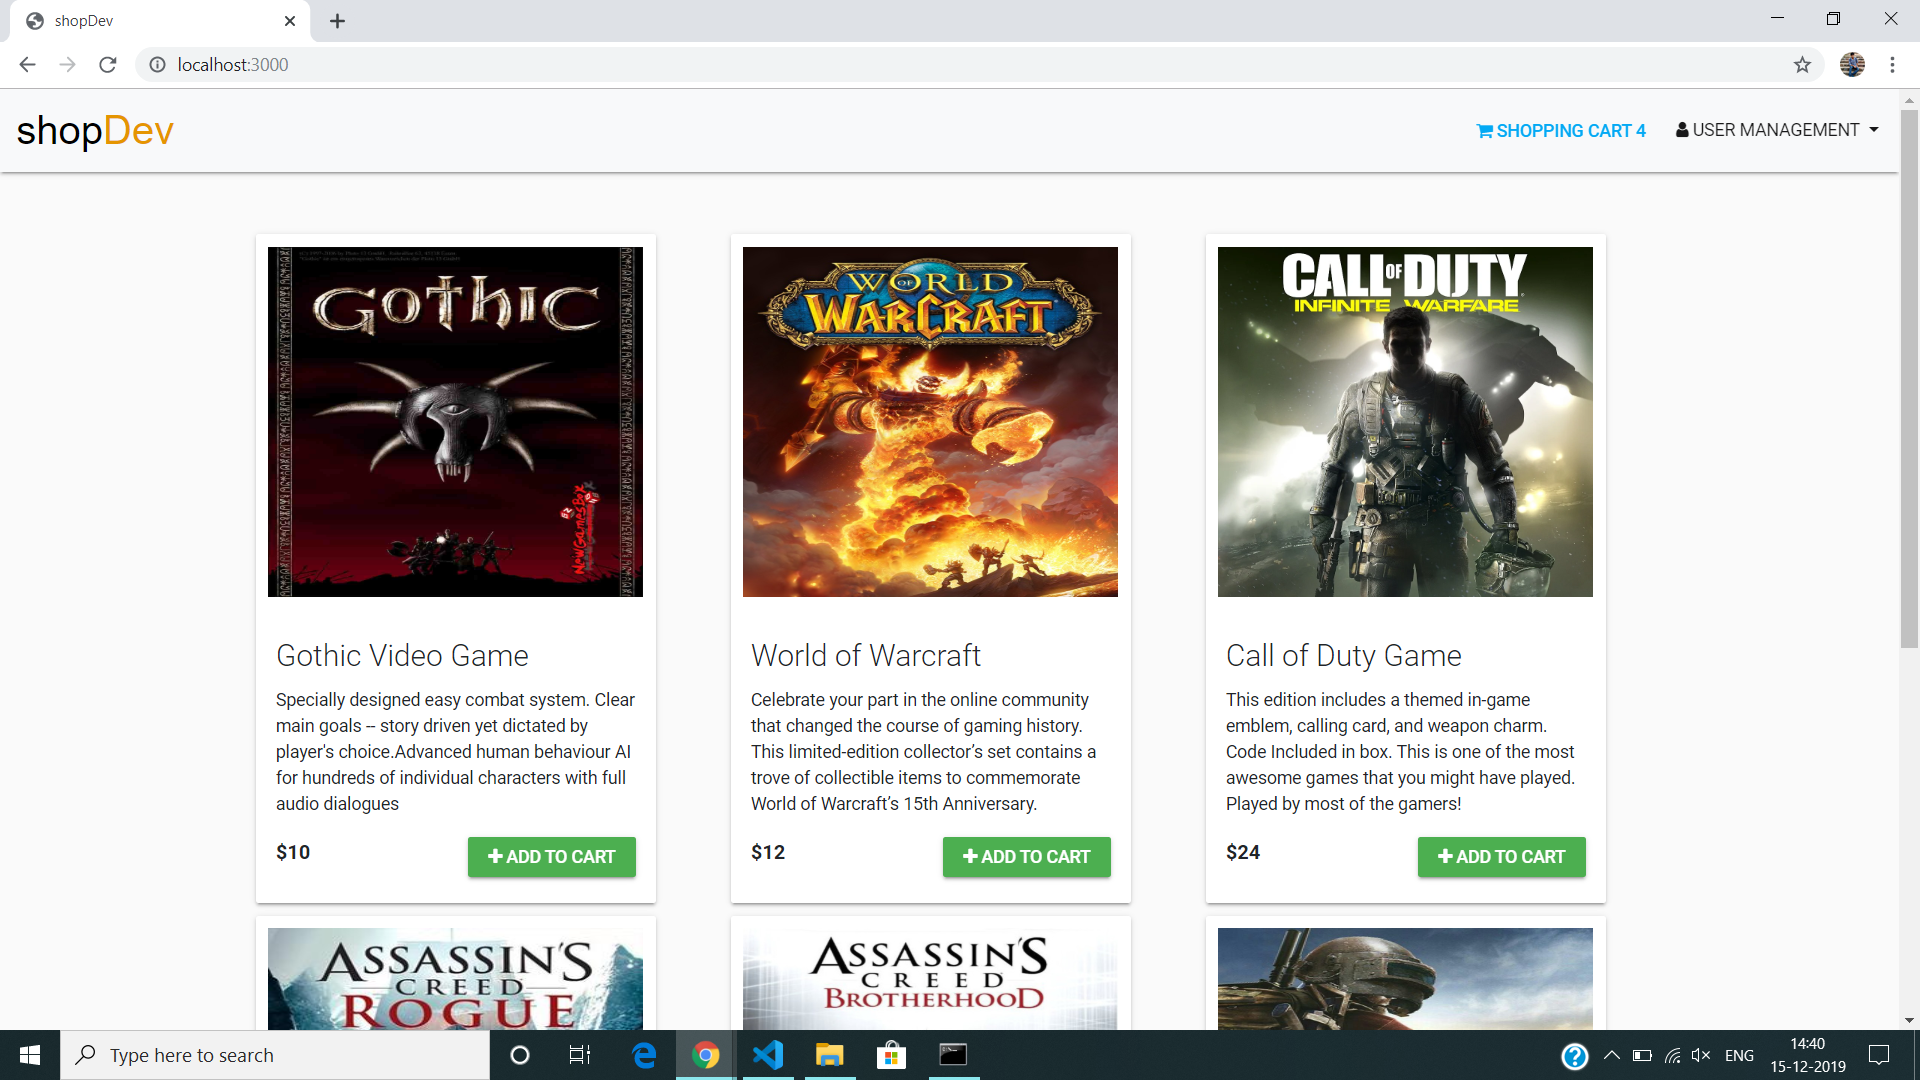 shopDev
localhost:3000
shopDev
SHOPPING CART 4
USER MANAGEMENT
GOTHIC
NewGamesBox
WORLD OF WARCRAFT
CALL OF DUTY
INFINITE WARFARE
Gothic Video Game
Specially designed easy combat system. Clear
main goals -- story driven yet dictated by
player's choice.Advanced human behaviour AI
for hundreds of individual characters with full
audio dialogues
$10
ADD TO CART
World of Warcraft
Celebrate your part in the online community
that changed the course of gaming history.
This limited-edition collector’s set contains a
trove of collectible items to commemorate
World of Warcraft’s 15th Anniversary.
$12
ADD TO CART
Call of Duty Game
This edition includes a themed in-game
emblem, calling card, and weapon charm.
Code Included in box. This is one of the most
awesome games that you might have played.
Played by most of the gamers!
$24
ADD TO CART
ASSASSIN'S
CREED
ROGUE
ASSASSIN'S
CREED
BROTHERHOOD
Type here to search
ENG
14:40
15-12-2019